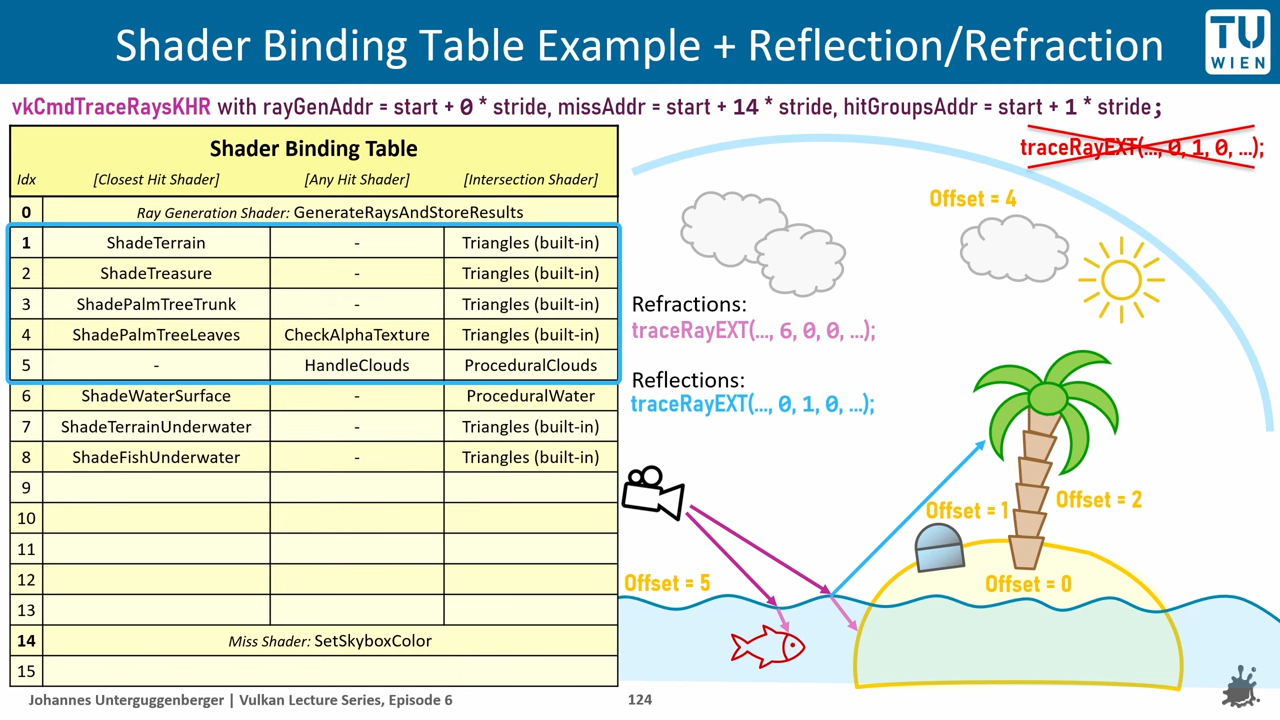 Shader Binding Table Example + Reflection/Refraction
TU
WIEN
vkCmdTraceRaysKHR with rayGenAddr = start + 0 * stride, missAddr = start + 14 * stride, hitGroupsAddr = start + 1 * stride;
Shader Binding Table
Idx [Closest Hit Shader] [Any Hit Shader] [Intersection Shader]
0 Ray Generation Shader: GenerateRaysAndStoreResults
1 ShadeTerrain - Triangles (built-in)
2 ShadeTreasure - Triangles (built-in)
3 ShadePalmTreeTrunk - Triangles (built-in)
4 ShadePalmTreeLeaves CheckAlphaTexture Triangles (built-in)
5 - HandleClouds ProceduralClouds
6 ShadeWaterSurface - ProceduralWater
7 ShadeTerrainUnderwater - Triangles (built-in)
8 ShadeFishUnderwater - Triangles (built-in)
9
10
11
12
13
14 Miss Shader: SetSkyboxColor
15
traceRayEXT(..., 0, 1, 0, ...);
Offset = 4
Refractions:
traceRayEXT(..., 6, 0, 0, ...);
Reflections:
traceRayEXT(..., 0, 1, 0, ...);
Offset = 2
Offset = 1
Offset = 5
Offset = 0
Johannes Unterguggenberger | Vulkan Lecture Series, Episode 6
124